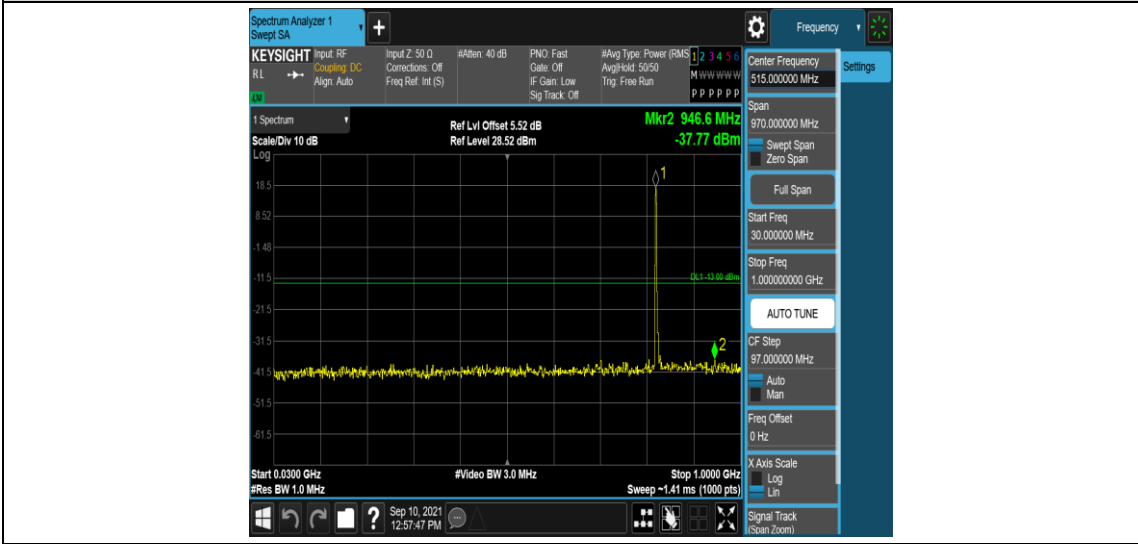 Spectrum Analyzer 1
Swept SA
+
Frequency
KEYSIGHT
RL
Input: RF
Coupling: DC
Align: Auto
Input Z: 50 Ω
Corrections: Off
Freq Ref: Int (S)
#Atten: 40 dB
PNO: Fast
Gate: Off
IF Gain: Low
Sig Track: Off
#Avg Type: Power (RMS
Avg|Hold: 50/50
Trig: Free Run
1 2 3 4 5 6
M W W W W W
P P P P P P
1 Spectrum
Scale/Div 10 dB
Log
Ref Lvl Offset 5.52 dB
Ref Level 28.52 dBm
Mkr2 946.6 MHz
-37.77 dBm
1
18.5
8.52
-1.48
-11.5
DL1 -13.00 dBm
-21.5
-31.5
2
-41.5
-51.5
-61.5
Start 0.0300 GHz
#Res BW 1.0 MHz
#Video BW 3.0 MHz
Stop 1.0000 GHz
Sweep ~1.41 ms (1000 pts)
?
Sep 10, 2021
12:57:47 PM
Center Frequency
515.000000 MHz
Settings
Span
970.000000 MHz
Swept Span
Zero Span
Full Span
Start Freq
30.000000 MHz
Stop Freq
1.000000000 GHz
AUTO TUNE
CF Step
97.000000 MHz
Auto
Man
Freq Offset
0 Hz
X Axis Scale
Log
Lin
Signal Track
(Span Zoom)